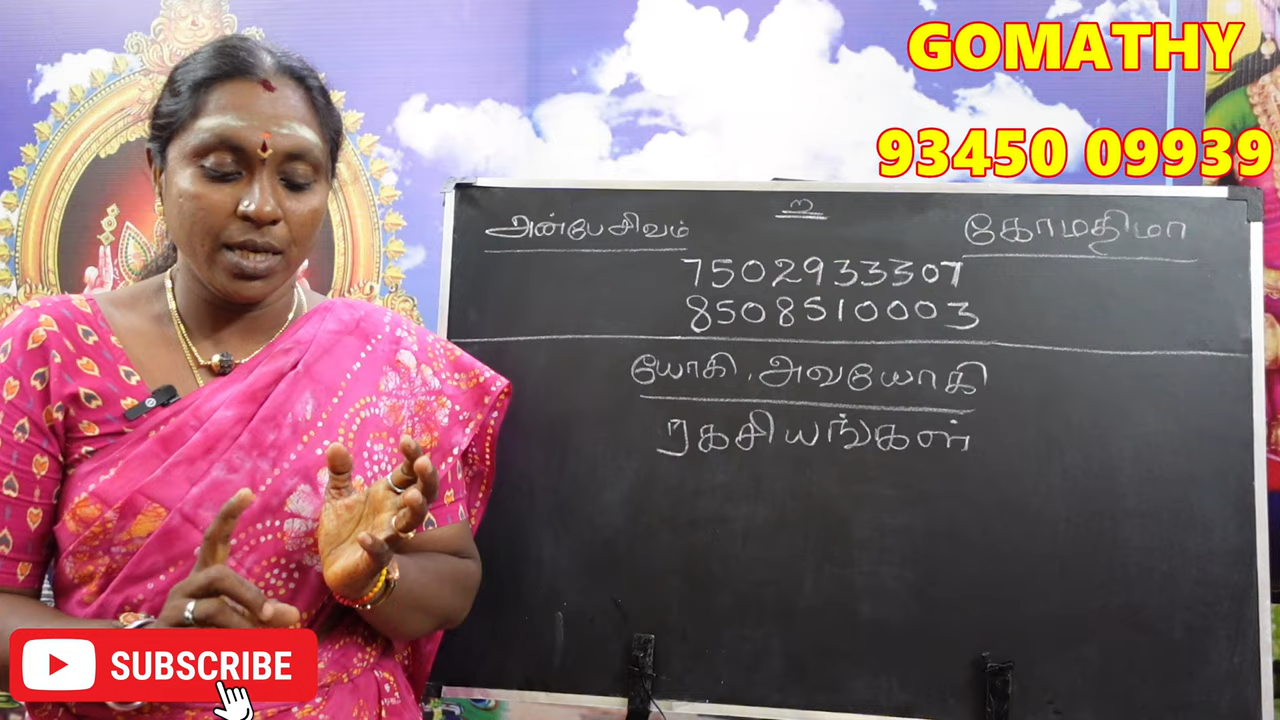 GOMATHY
93450 09939
உ
அன்பே சிவம் கோமதிமா
7502933307
8508510003
யோகி, அவயோகி
ரகசியங்கள்
SUBSCRIBE